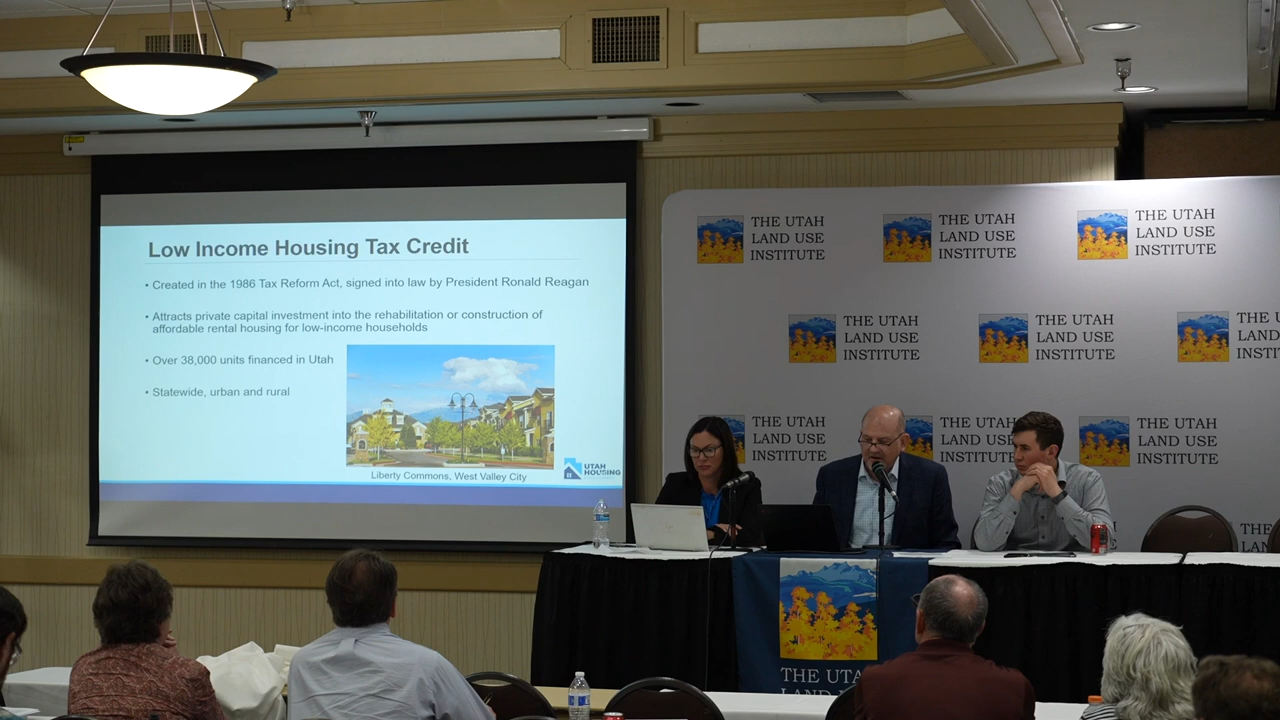 Low Income Housing Tax Credit
• Created in the 1986 Tax Reform Act, signed into law by President Ronald Reagan
• Attracts private capital investment into the rehabilitation or construction of
affordable rental housing for low-income households
• Over 38,000 units financed in Utah
• Statewide, urban and rural
Liberty Commons, West Valley City
UTAH
HOUSING
THE UTAH
LAND USE
INSTITUTE
THE UTAH
LAND USE
INSTITUTE
THE UTAH
LAND USE
INSTITUTE
THE UTAH
LAND USE
INSTITUTE
THE UTAH
LAND USE
INSTITUTE
THE U
LAND
INSTIT
THE UTAH
LAND USE
INSTITUTE
THE UTAH
LAND USE
INSTITUTE
THE UTAH
LAND USE
INSTITUTE
THE
THE UTA
LAND U